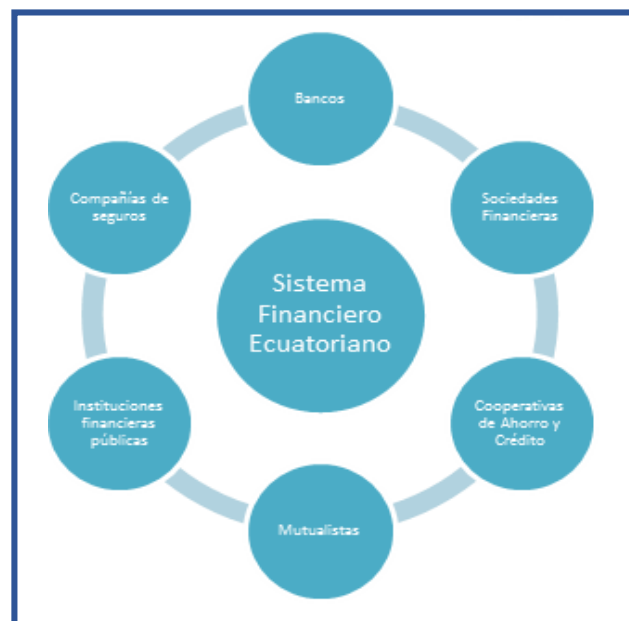 Bancos
Sociedades
Financieras
Cooperativas
de Ahorro y
Crédito
Mutualistas
Instituciones
financieras
públicas
Compañías de
seguros
Sistema
Financiero
Ecuatoriano